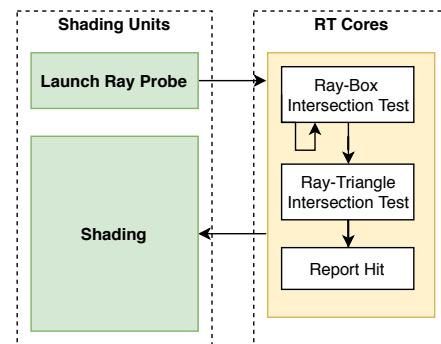 Shading Units
RT Cores
Launch Ray Probe
Ray-Box
Intersection Test
Ray-Triangle
Intersection Test
Shading
Report Hit